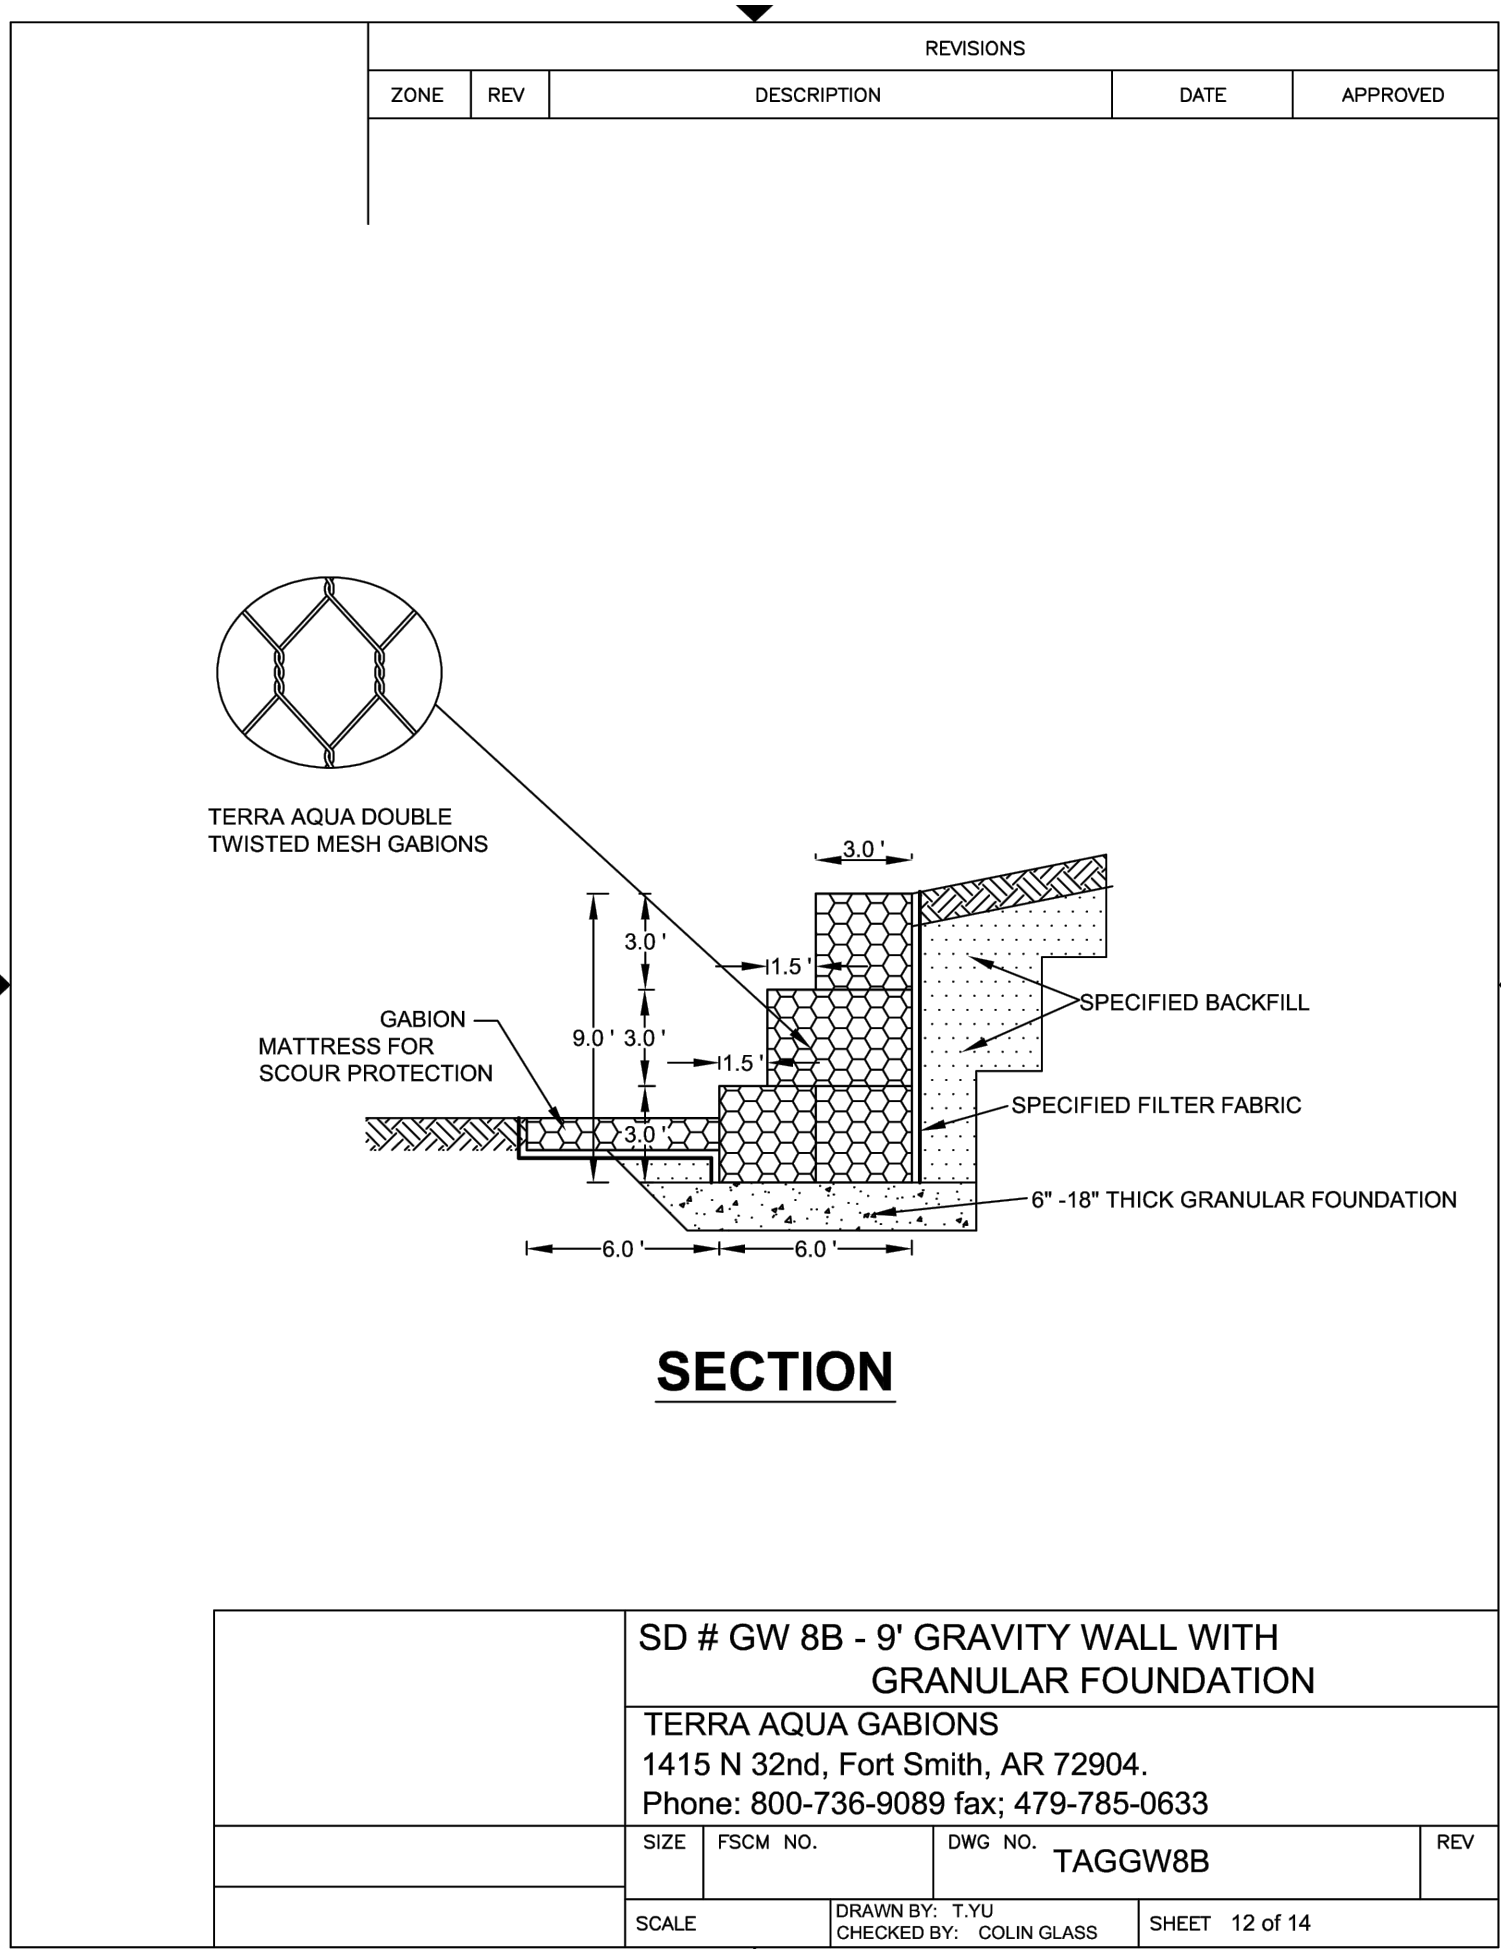 REVISIONS
ZONE REV DESCRIPTION DATE APPROVED
TERRA AQUA DOUBLE
TWISTED MESH GABIONS
3.0 '
3.0 '
1.5 '
SPECIFIED BACKFILL
GABION
MATTRESS FOR
SCOUR PROTECTION
9.0 ' 3.0 '
1.5 '
SPECIFIED FILTER FABRIC
3.0 '
6" -18" THICK GRANULAR FOUNDATION
6.0 ' 6.0 '
SECTION
SD # GW 8B - 9' GRAVITY WALL WITH
GRANULAR FOUNDATION
TERRA AQUA GABIONS
1415 N 32nd, Fort Smith, AR 72904.
Phone: 800-736-9089 fax; 479-785-0633
SIZE FSCM NO. DWG NO. TAGGW8B REV
SCALE
DRAWN BY: T.YU
CHECKED BY: COLIN GLASS
SHEET 12 of 14